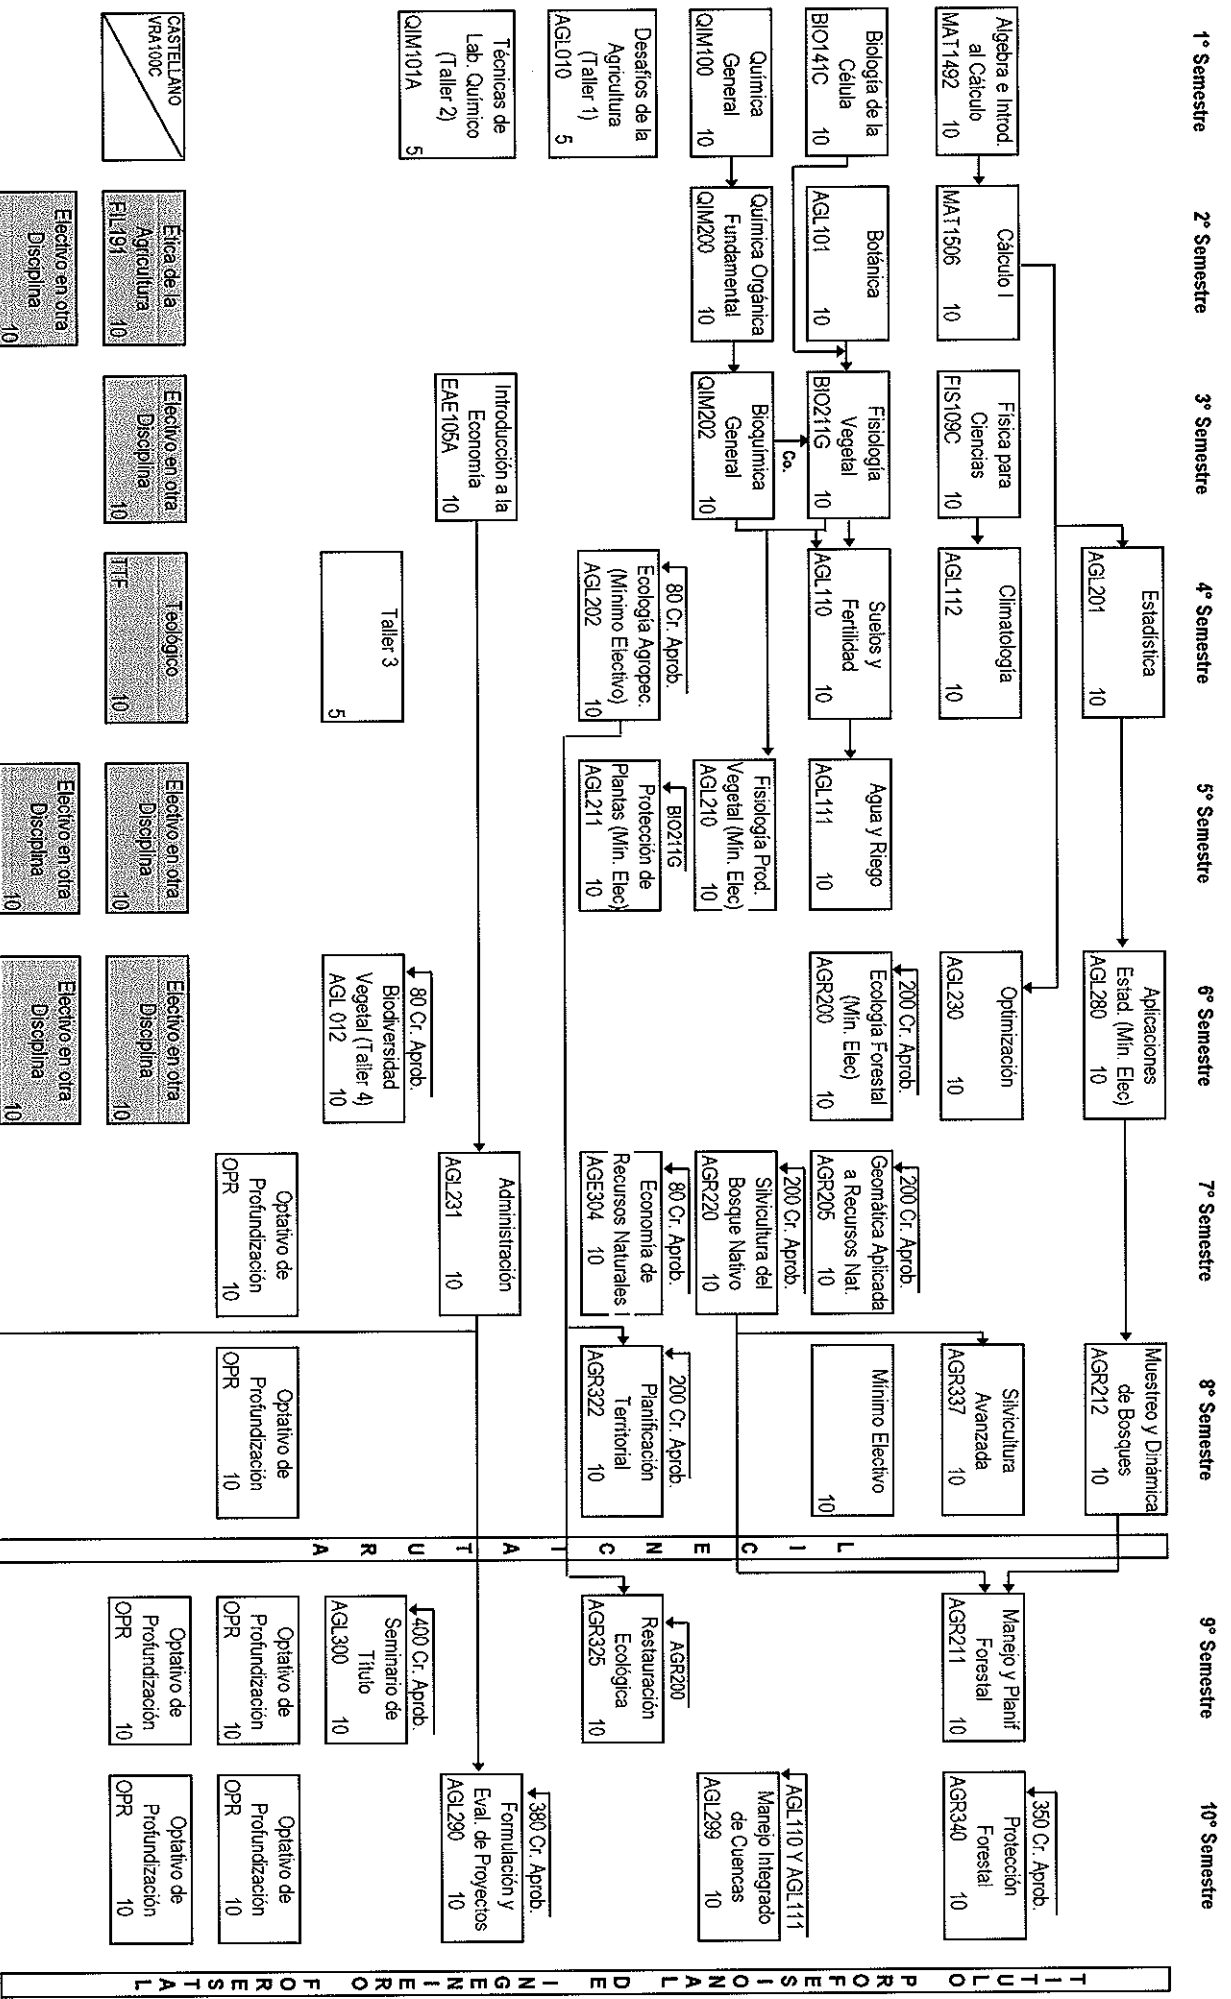 1° Semestre
Algebra e Introd.
al Cálculo
MAT1492 10
Biología de la
Célula
BIO141C 10
Química
General
QIM100 10
Desafíos de la
Agricultura
(Taller 1)
AGL010 5
Técnicas de
Lab. Químico
(Taller 2)
QIM101A 5
CASTELLANO
VRA100C
2° Semestre
Cálculo I
MAT1506 10
Botánica
AGL101 10
Química Orgánica
Fundamental
QIM200 10
Ética de la
Agricultura
FIL191 10
Electivo en otra
Disciplina
10
3° Semestre
Física para
Ciencias
FIS109C 10
Fisiología
Vegetal
BIO211G 10
Co.
Bioquímica
General
QIM202 10
Introducción a la
Economía
EAE105A 10
Electivo en otra
Disciplina
10
4° Semestre
Estadística
AGL201 10
Climatología
AGL112 10
Suelos y
Fertilidad
AGL110 10
80 Cr. Aprob.
Ecología Agropec.
(Mínimo Electivo)
AGL202 10
Taller 3
5
Teológico
TTF 10
5° Semestre
Agua y Riego
AGL111 10
Fisiología Prod.
Vegetal (Mín. Elec)
AGL210 10
BIO211G
Protección de
Plantas (Mín. Elec)
AGL211 10
Electivo en otra
Disciplina
10
Electivo en otra
Disciplina
10
6° Semestre
Aplicaciones
Estad. (Mín. Elec)
AGL280 10
Optimización
AGL230 10
200 Cr. Aprob.
Ecología Forestal
(Mín. Elec)
AGR200 10
80 Cr. Aprob.
Biodiversidad
Vegetal (Taller 4)
AGL 012 10
Electivo en otra
Disciplina
10
Electivo en otra
Disciplina
10
7° Semestre
200 Cr. Aprob.
Geomática Aplicada
a Recursos Nat.
AGR205 10
200 Cr. Aprob.
Silvicultura del
Bosque Nativo
AGR220 10
80 Cr. Aprob.
Economía de
Recursos Naturales I
AGE304 10
Administración
AGL231 10
Optativo de
Profundización
OPR 10
8° Semestre
Muestreo y Dinámica
de Bosques
AGR212 10
Silvicultura
Avanzada
AGR337 10
Mínimo Electivo
10
200 Cr. Aprob.
Planificación
Territorial
AGR322 10
Optativo de
Profundización
OPR 10
LICENCIATURA
9° Semestre
Manejo y Planif
Forestal
AGR211 10
AGR200
Restauración
Ecológica
AGR325 10
400 Cr. Aprob.
Seminario de
Título
AGL300 10
Optativo de
Profundización
OPR 10
Optativo de
Profundización
OPR 10
10° Semestre
350 Cr. Aprob.
Protección
Forestal
AGR340 10
AGL110 Y AGL111
Manejo Integrado
de Cuencas
AGL299 10
380 Cr. Aprob.
Formulación y
Eval. de Proyectos
AGL290 10
Optativo de
Profundización
OPR 10
Optativo de
Profundización
OPR 10
TITULO PROFESIONAL DE INGENIERO FORESTAL